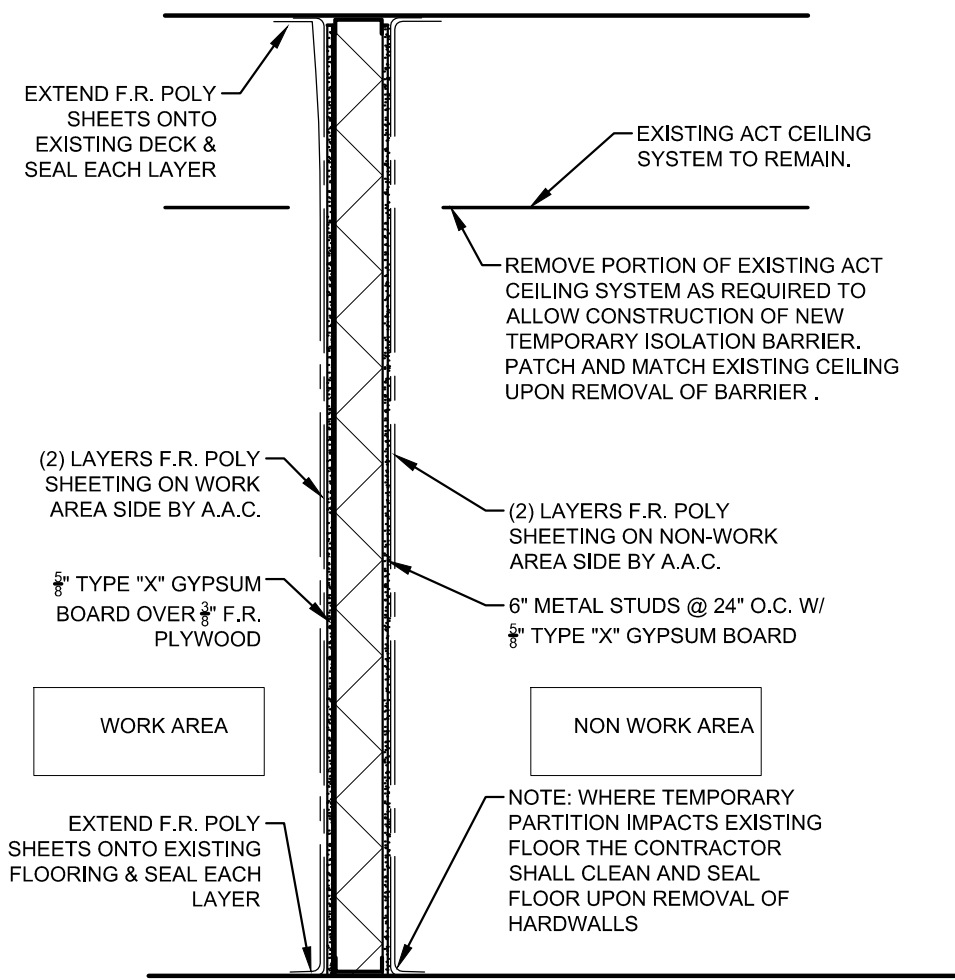 EXTEND F.R. POLY
SHEETS ONTO
EXISTING DECK &
SEAL EACH LAYER
EXISTING ACT CEILING
SYSTEM TO REMAIN.
REMOVE PORTION OF EXISTING ACT
CEILING SYSTEM AS REQUIRED TO
ALLOW CONSTRUCTION OF NEW
TEMPORARY ISOLATION BARRIER.
PATCH AND MATCH EXISTING CEILING
UPON REMOVAL OF BARRIER .
(2) LAYERS F.R. POLY
SHEETING ON WORK
AREA SIDE BY A.A.C.
(2) LAYERS F.R. POLY
SHEETING ON NON-WORK
AREA SIDE BY A.A.C.
5/8" TYPE "X" GYPSUM
BOARD OVER 3/8" F.R.
PLYWOOD
6" METAL STUDS @ 24" O.C. W/
5/8" TYPE "X" GYPSUM BOARD
WORK AREA
NON WORK AREA
EXTEND F.R. POLY
SHEETS ONTO EXISTING
FLOORING & SEAL EACH
LAYER
NOTE: WHERE TEMPORARY
PARTITION IMPACTS EXISTING
FLOOR THE CONTRACTOR
SHALL CLEAN AND SEAL
FLOOR UPON REMOVAL OF
HARDWALLS